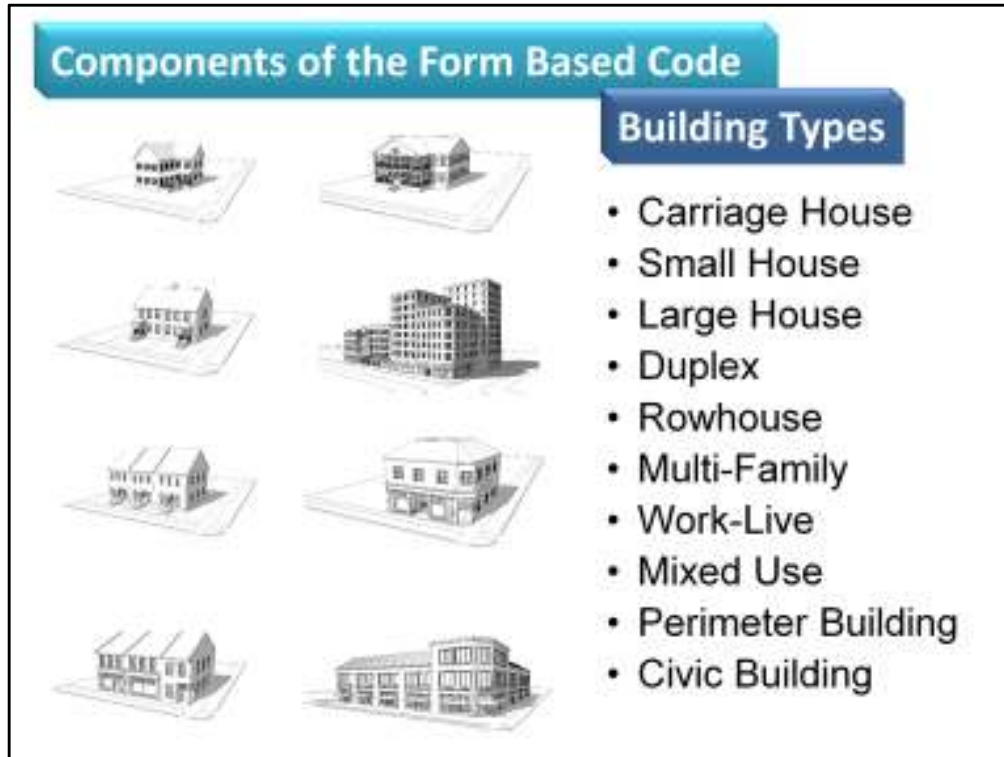 Components of the Form Based Code
Building Types
• Carriage House
• Small House
• Large House
• Duplex
• Rowhouse
• Multi-Family
• Work-Live
• Mixed Use
• Perimeter Building
• Civic Building